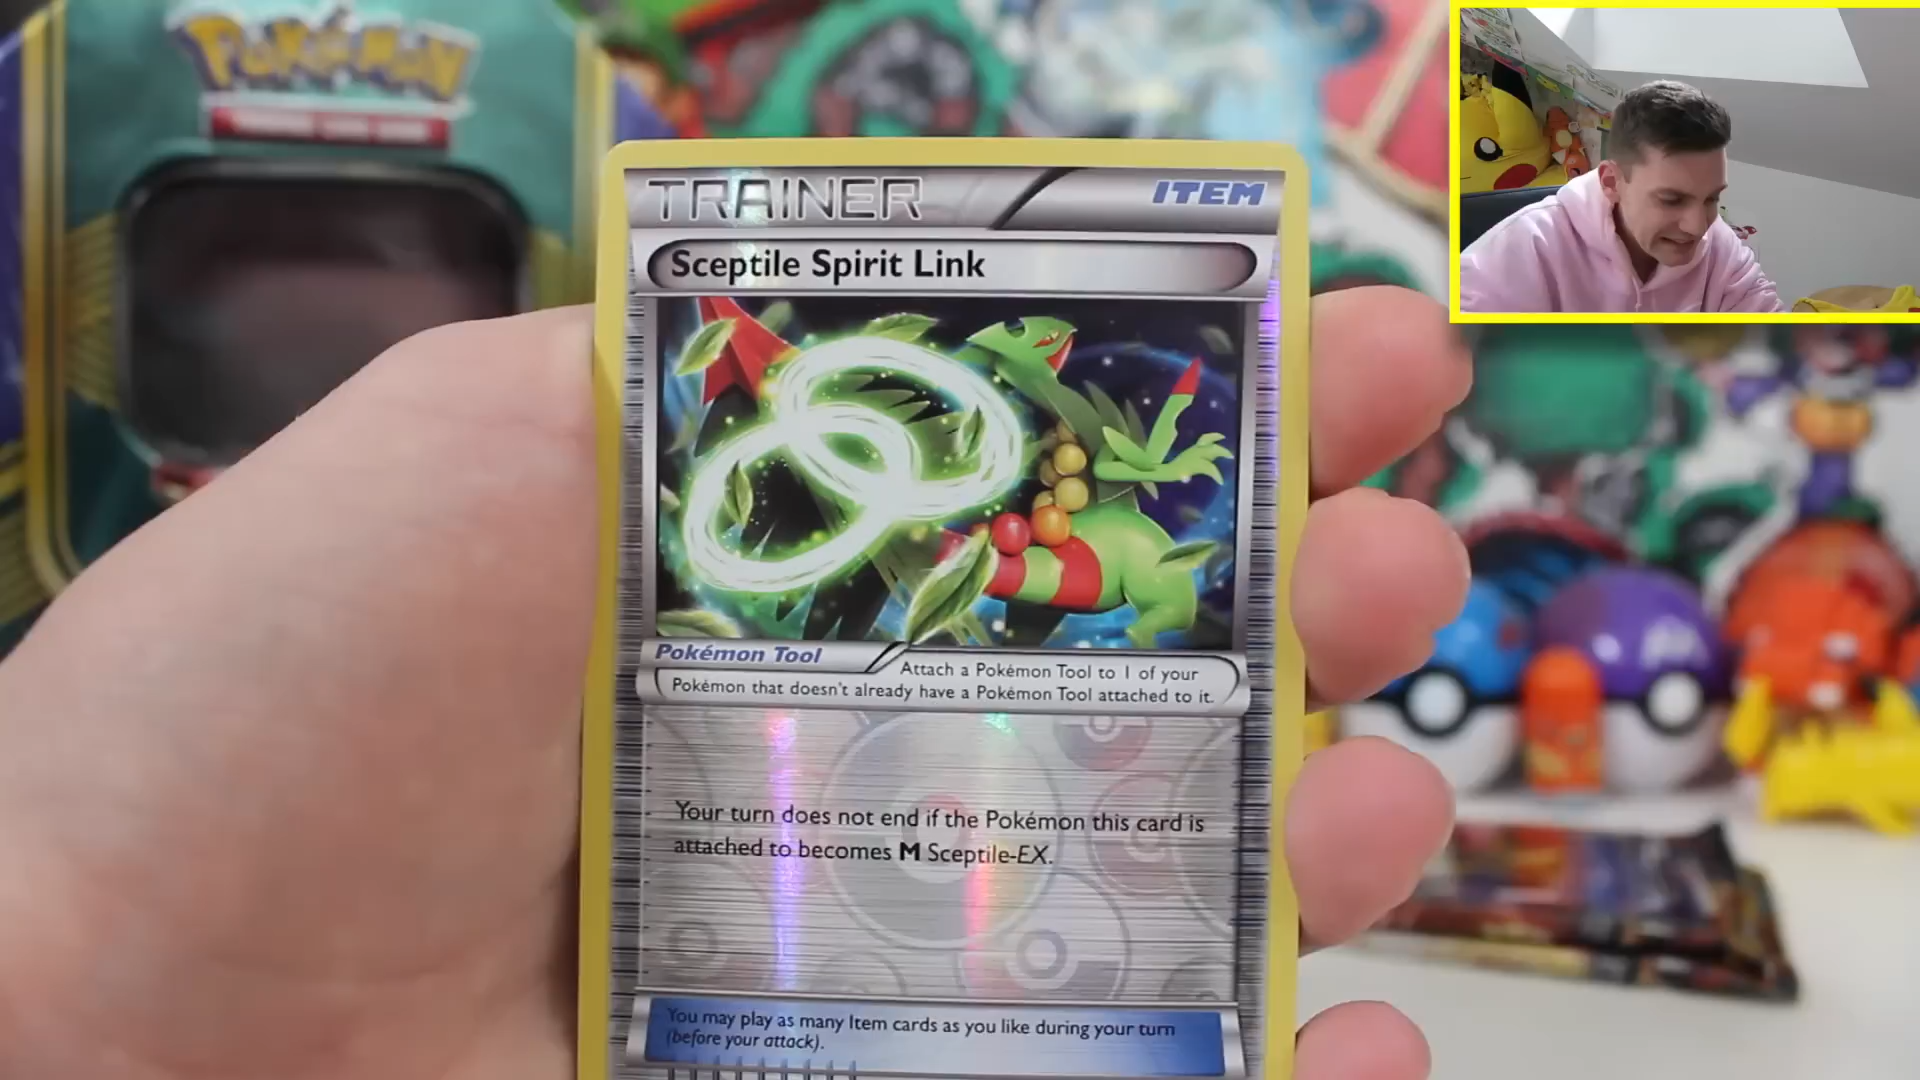 POKéMON
TRAINER ITEM
Sceptile Spirit Link
Pokémon Tool
Attach a Pokémon Tool to 1 of your
Pokémon that doesn't already have a Pokémon Tool attached to it.
Your turn does not end if the Pokémon this card is
attached to becomes M Sceptile-EX.
You may play as many Item cards as you like during your turn
(before your attack).